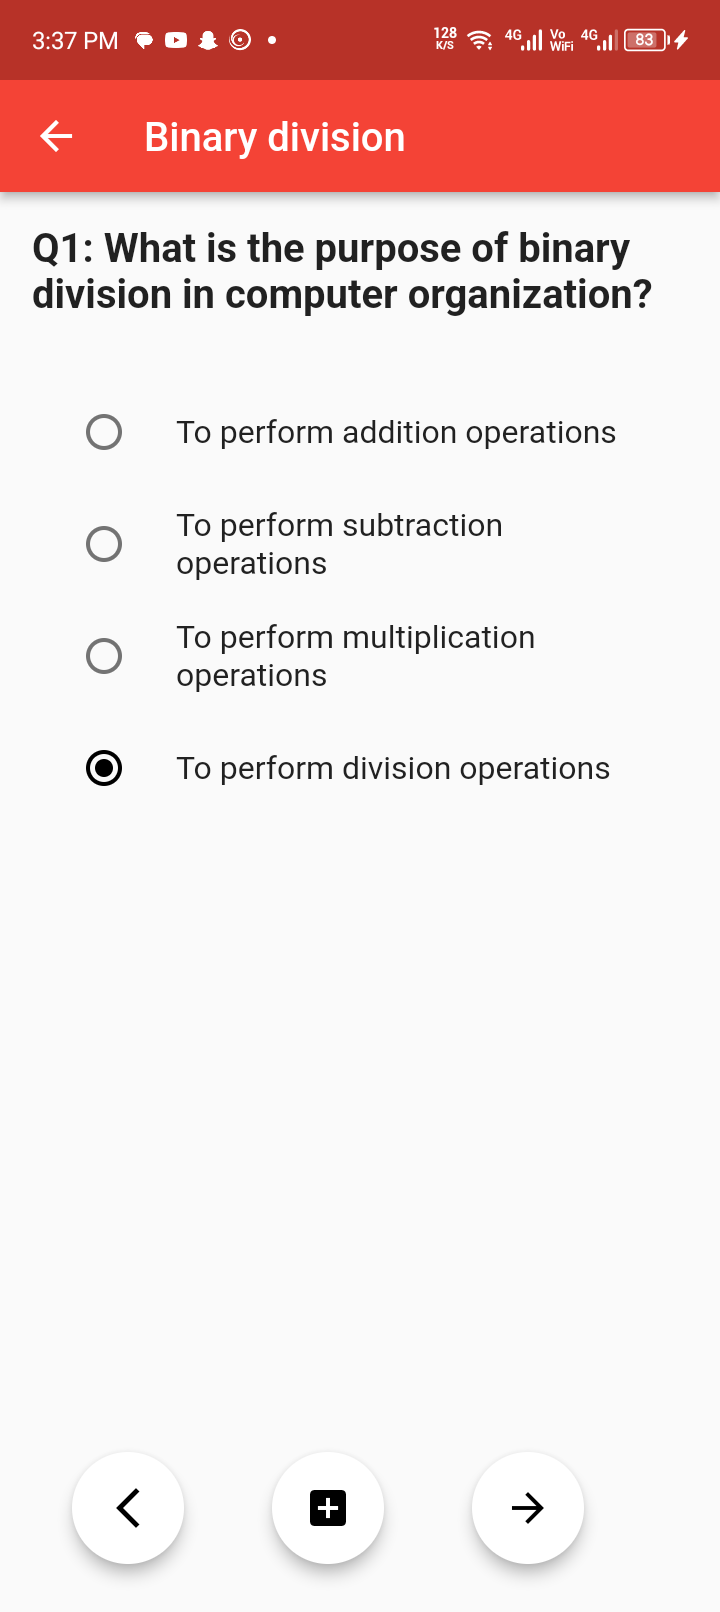 3:37 PM
128 K/S 4G Vo WiFi 4G 83
Binary division
Q1: What is the purpose of binary
division in computer organization?
To perform addition operations
To perform subtraction
operations
To perform multiplication
operations
To perform division operations